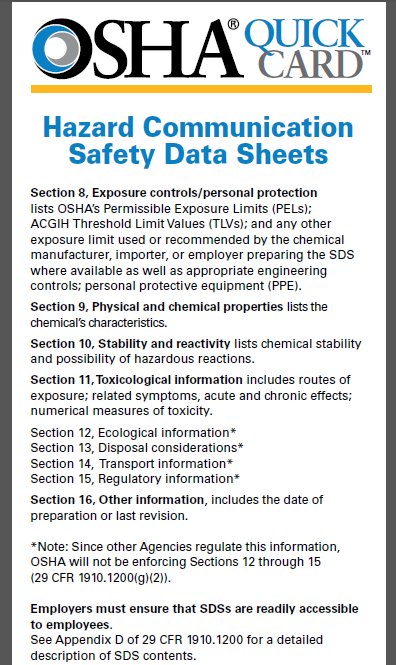 OSHA® QUICK CARD™
Hazard Communication
Safety Data Sheets
Section 8, Exposure controls/personal protection
lists OSHA's Permissible Exposure Limits (PELs);
ACGIH Threshold Limit Values (TLVs); and any other
exposure limit used or recommended by the chemical
manufacturer, importer, or employer preparing the SDS
where available as well as appropriate engineering
controls; personal protective equipment (PPE).
Section 9, Physical and chemical properties lists the
chemical's characteristics.
Section 10, Stability and reactivity lists chemical stability
and possibility of hazardous reactions.
Section 11, Toxicological information includes routes of
exposure; related symptoms, acute and chronic effects;
numerical measures of toxicity.
Section 12, Ecological information*
Section 13, Disposal considerations*
Section 14, Transport information*
Section 15, Regulatory information*
Section 16, Other information, includes the date of
preparation or last revision.
*Note: Since other Agencies regulate this information,
OSHA will not be enforcing Sections 12 through 15
(29 CFR 1910.1200(g)(2)).
Employers must ensure that SDSs are readily accessible
to employees.
See Appendix D of 29 CFR 1910.1200 for a detailed
description of SDS contents.